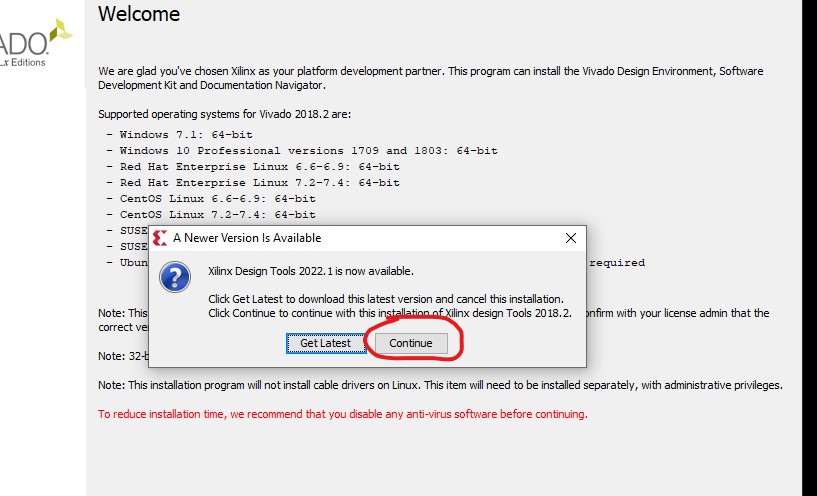 Welcome
ADO.
Editions
We are glad you've chosen Xilinx as your platform development partner. This program can install the Vivado Design Environment, Software
Development Kit and Documentation Navigator.
Supported operating systems for Vivado 2018.2 are:
- Windows 7.1: 64-bit
- Windows 10 Professional versions 1709 and 1803: 64-bit
- Red Hat Enterprise Linux 6.6-6.9: 64-bit
- Red Hat Enterprise Linux 7.2-7.4: 64-bit
- CentOS Linux 6.6-6.9: 64-bit
- CentOS Linux 7.2-7.4: 64-bit
- SUSE
- SUSE
- Ubun required
A Newer Version Is Available
Xilinx Design Tools 2022.1 is now available.
Click Get Latest to download this latest version and cancel this installation.
Click Continue to continue with this installation of Xilinx design Tools 2018.2.
Get Latest Continue
Note: This onfirm with your license admin that the
correct ve
Note: 32-b
Note: This installation program will not install cable drivers on Linux. This item will need to be installed separately, with administrative privileges.
To reduce installation time, we recommend that you disable any anti-virus software before continuing.